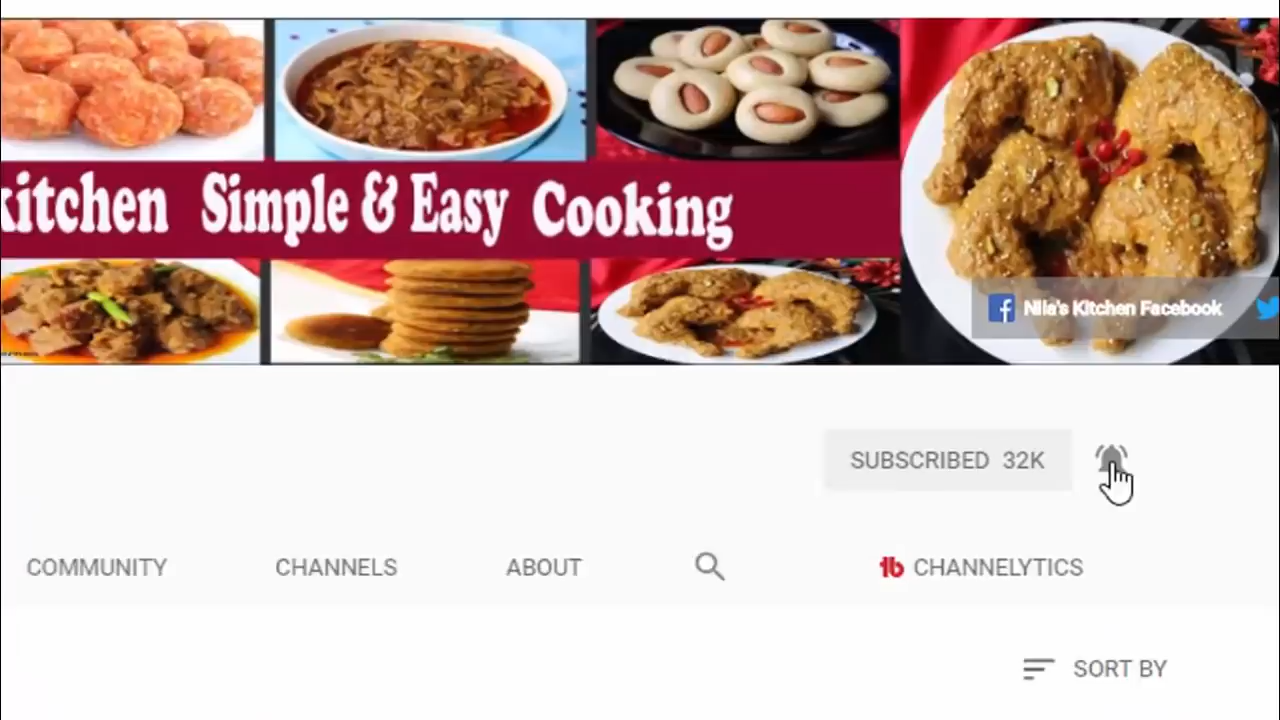 kitchen Simple & Easy Cooking
Nila's Kitchen Facebook
SUBSCRIBED 32K
COMMUNITY CHANNELS ABOUT CHANNELYTICS
SORT BY